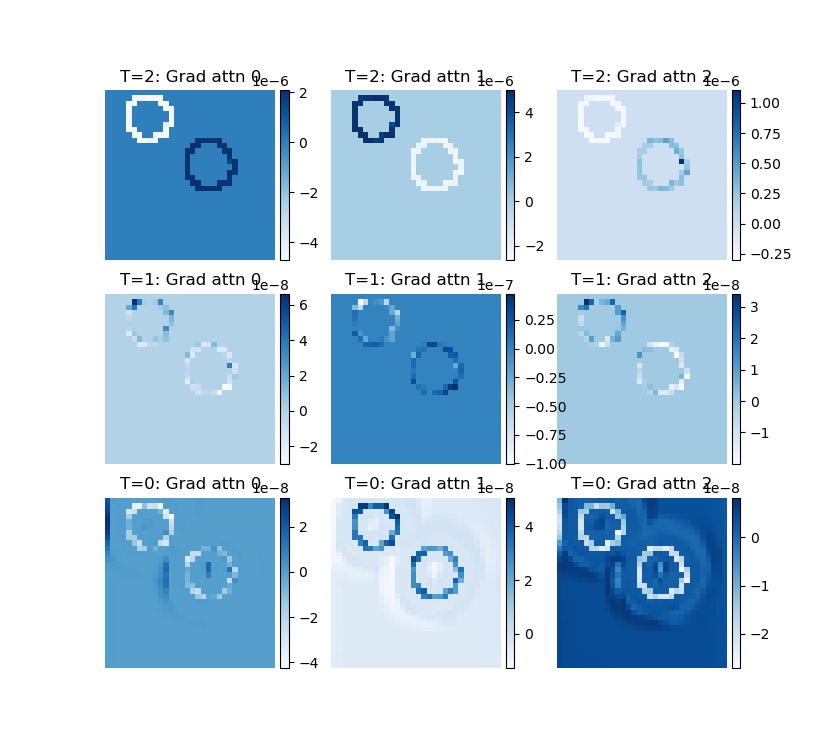 T=2: Grad attn 0
1e−6
2
0
−2
−4
T=2: Grad attn 1
1e−6
4
2
0
−2
T=2: Grad attn 2
1e−6
1.00
0.75
0.50
0.25
0.00
−0.25
T=1: Grad attn 0
1e−8
6
4
2
0
−2
T=1: Grad attn 1
1e−7
0.25
0.00
−0.25
−0.50
−0.75
−1.00
T=1: Grad attn 2
1e−8
3
2
1
0
−1
T=0: Grad attn 0
1e−8
2
0
−2
−4
T=0: Grad attn 1
1e−8
4
2
0
T=0: Grad attn 2
1e−8
0
−1
−2